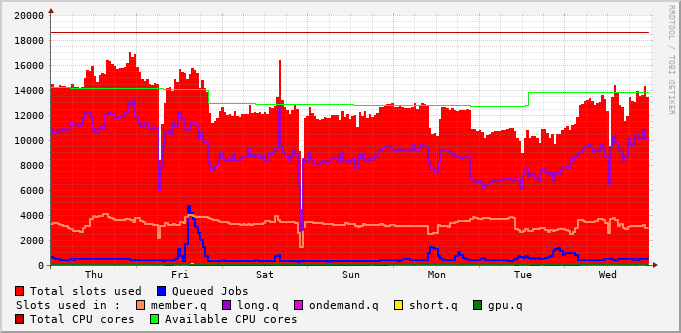 20000
18000
16000
14000
12000
10000
8000
6000
4000
2000
0
Thu Fri Sat Sun Mon Tue Wed
RRDTOOL / TOBI OETIKER
Total slots used Queued Jobs
Slots used in : member.q long.q ondemand.q short.q gpu.q
Total CPU cores Available CPU cores